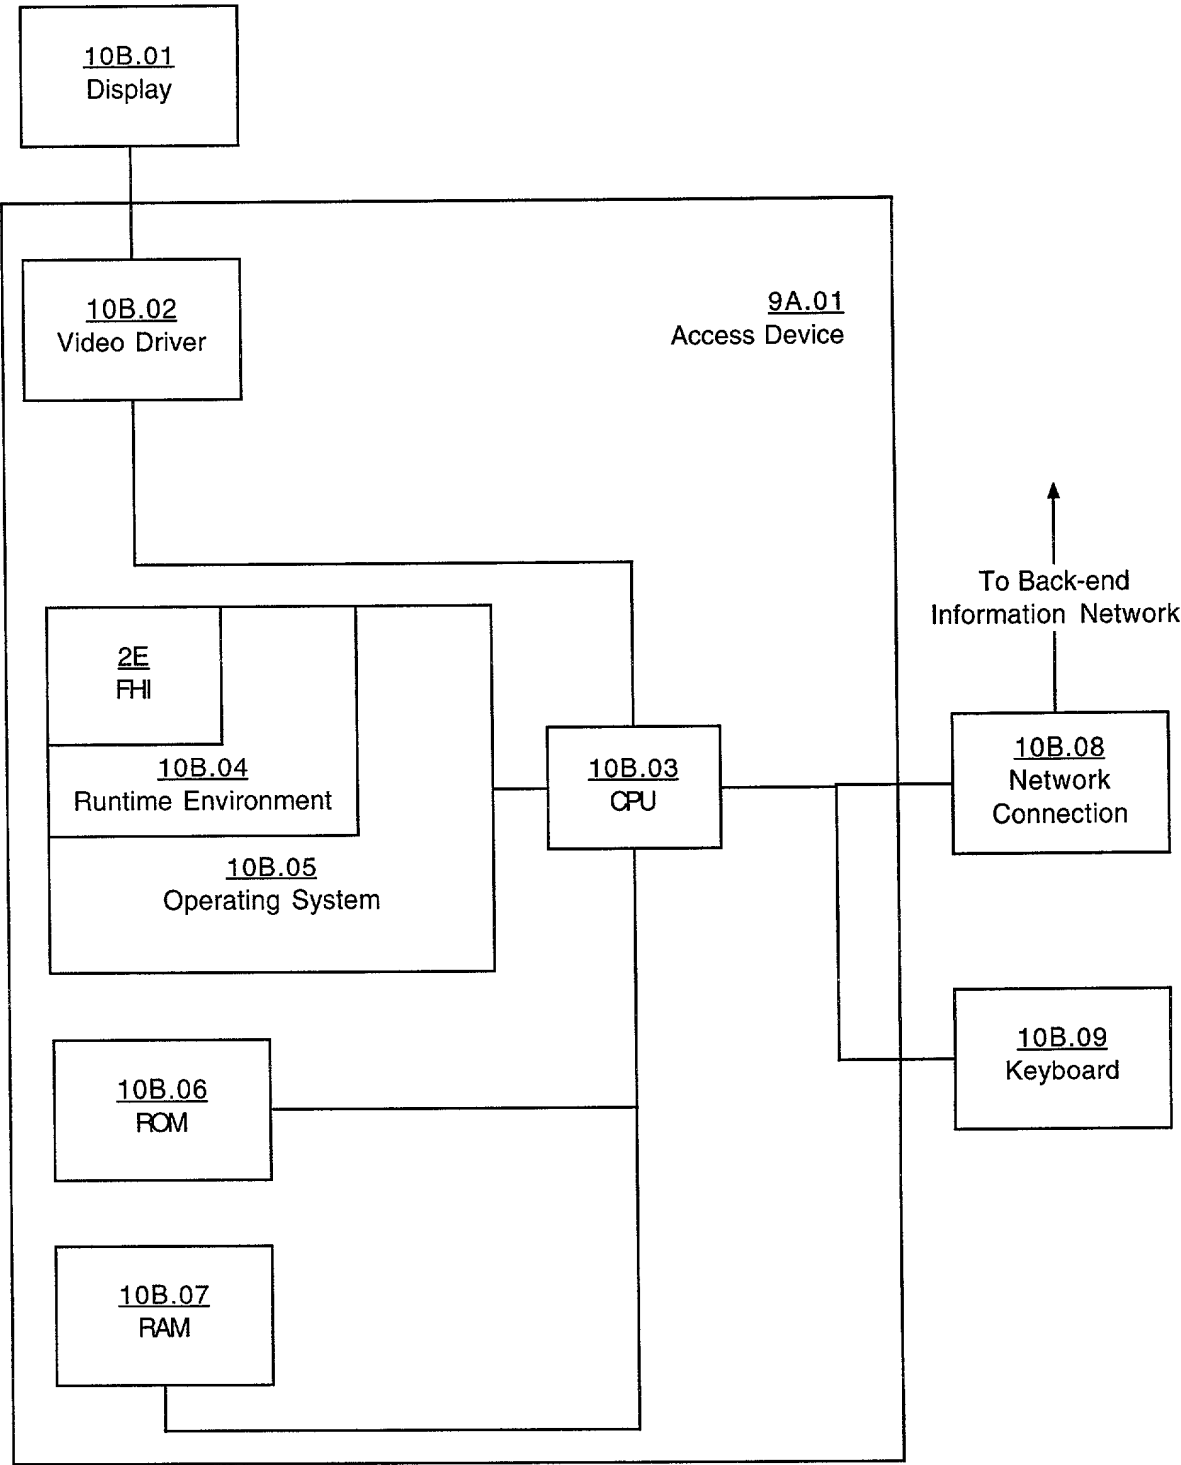 10B.01
Display
10B.02
Video Driver
9A.01
Access Device
To Back-end
Information Network
2E
FHI
10B.04
Runtime Environment
10B.05
Operating System
10B.03
CPU
10B.08
Network
Connection
10B.09
Keyboard
10B.06
ROM
10B.07
RAM